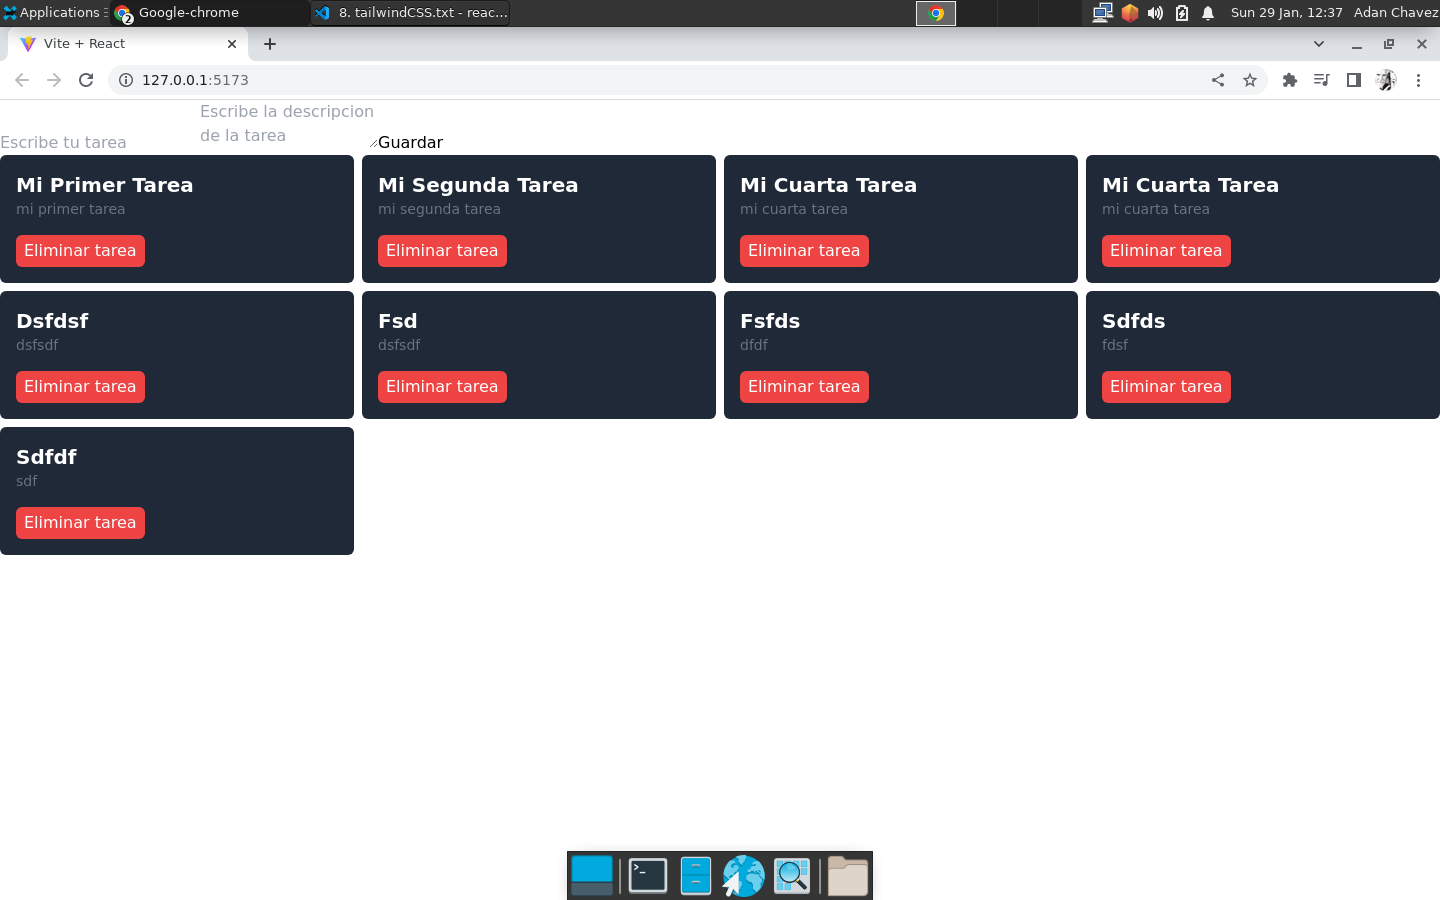 Applications
Google-chrome
2
8. tailwindCSS.txt - reac...
Sun 29 Jan, 12:37
Adan Chavez
Vite + React
127.0.0.1:5173
Escribe tu tarea
Escribe la descripcion
de la tarea
Guardar
Mi Primer Tarea
mi primer tarea
Eliminar tarea
Mi Segunda Tarea
mi segunda tarea
Eliminar tarea
Mi Cuarta Tarea
mi cuarta tarea
Eliminar tarea
Mi Cuarta Tarea
mi cuarta tarea
Eliminar tarea
Dsfdsf
dsfsdf
Eliminar tarea
Fsd
dsfsdf
Eliminar tarea
Fsfds
dfdf
Eliminar tarea
Sdfds
fdsf
Eliminar tarea
Sdfdf
sdf
Eliminar tarea